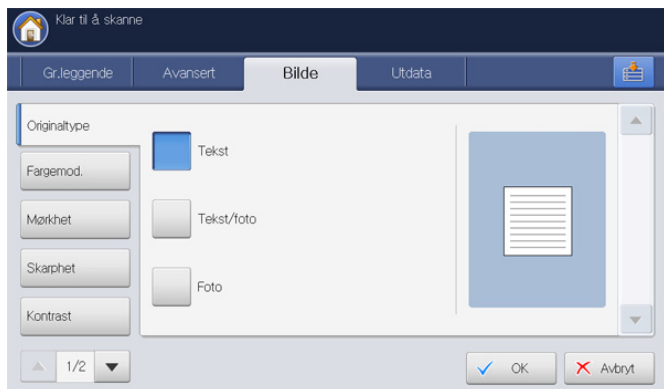 Klar til å skanne
Gr.leggende
Avansert
Bilde
Utdata
Originaltype
Fargemod.
Mørkhet
Skarphet
Kontrast
Tekst
Tekst/foto
Foto
1/2
OK
Avbryt